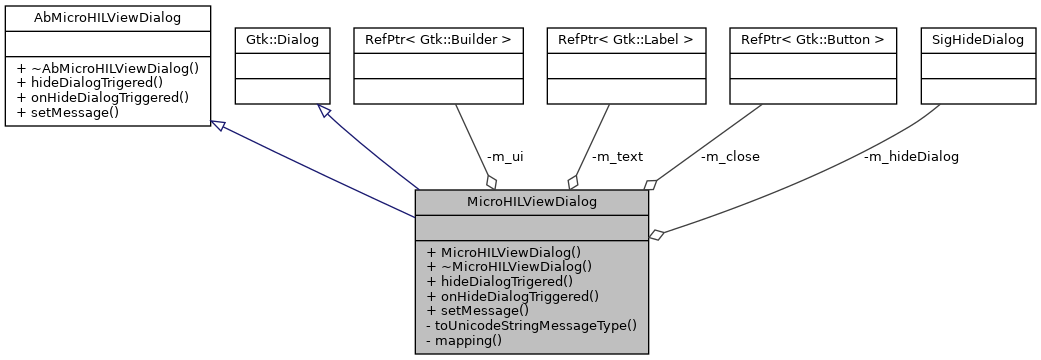 AbMicroHILViewDialog
+ ~AbMicroHILViewDialog()
+ hideDialogTrigered()
+ onHideDialogTriggered()
+ setMessage()
Gtk::Dialog
RefPtr< Gtk::Builder >
RefPtr< Gtk::Label >
RefPtr< Gtk::Button >
SigHideDialog
-m_ui
-m_text
-m_close
-m_hideDialog
MicroHILViewDialog
+ MicroHILViewDialog()
+ ~MicroHILViewDialog()
+ hideDialogTrigered()
+ onHideDialogTriggered()
+ setMessage()
- toUnicodeStringMessageType()
- mapping()